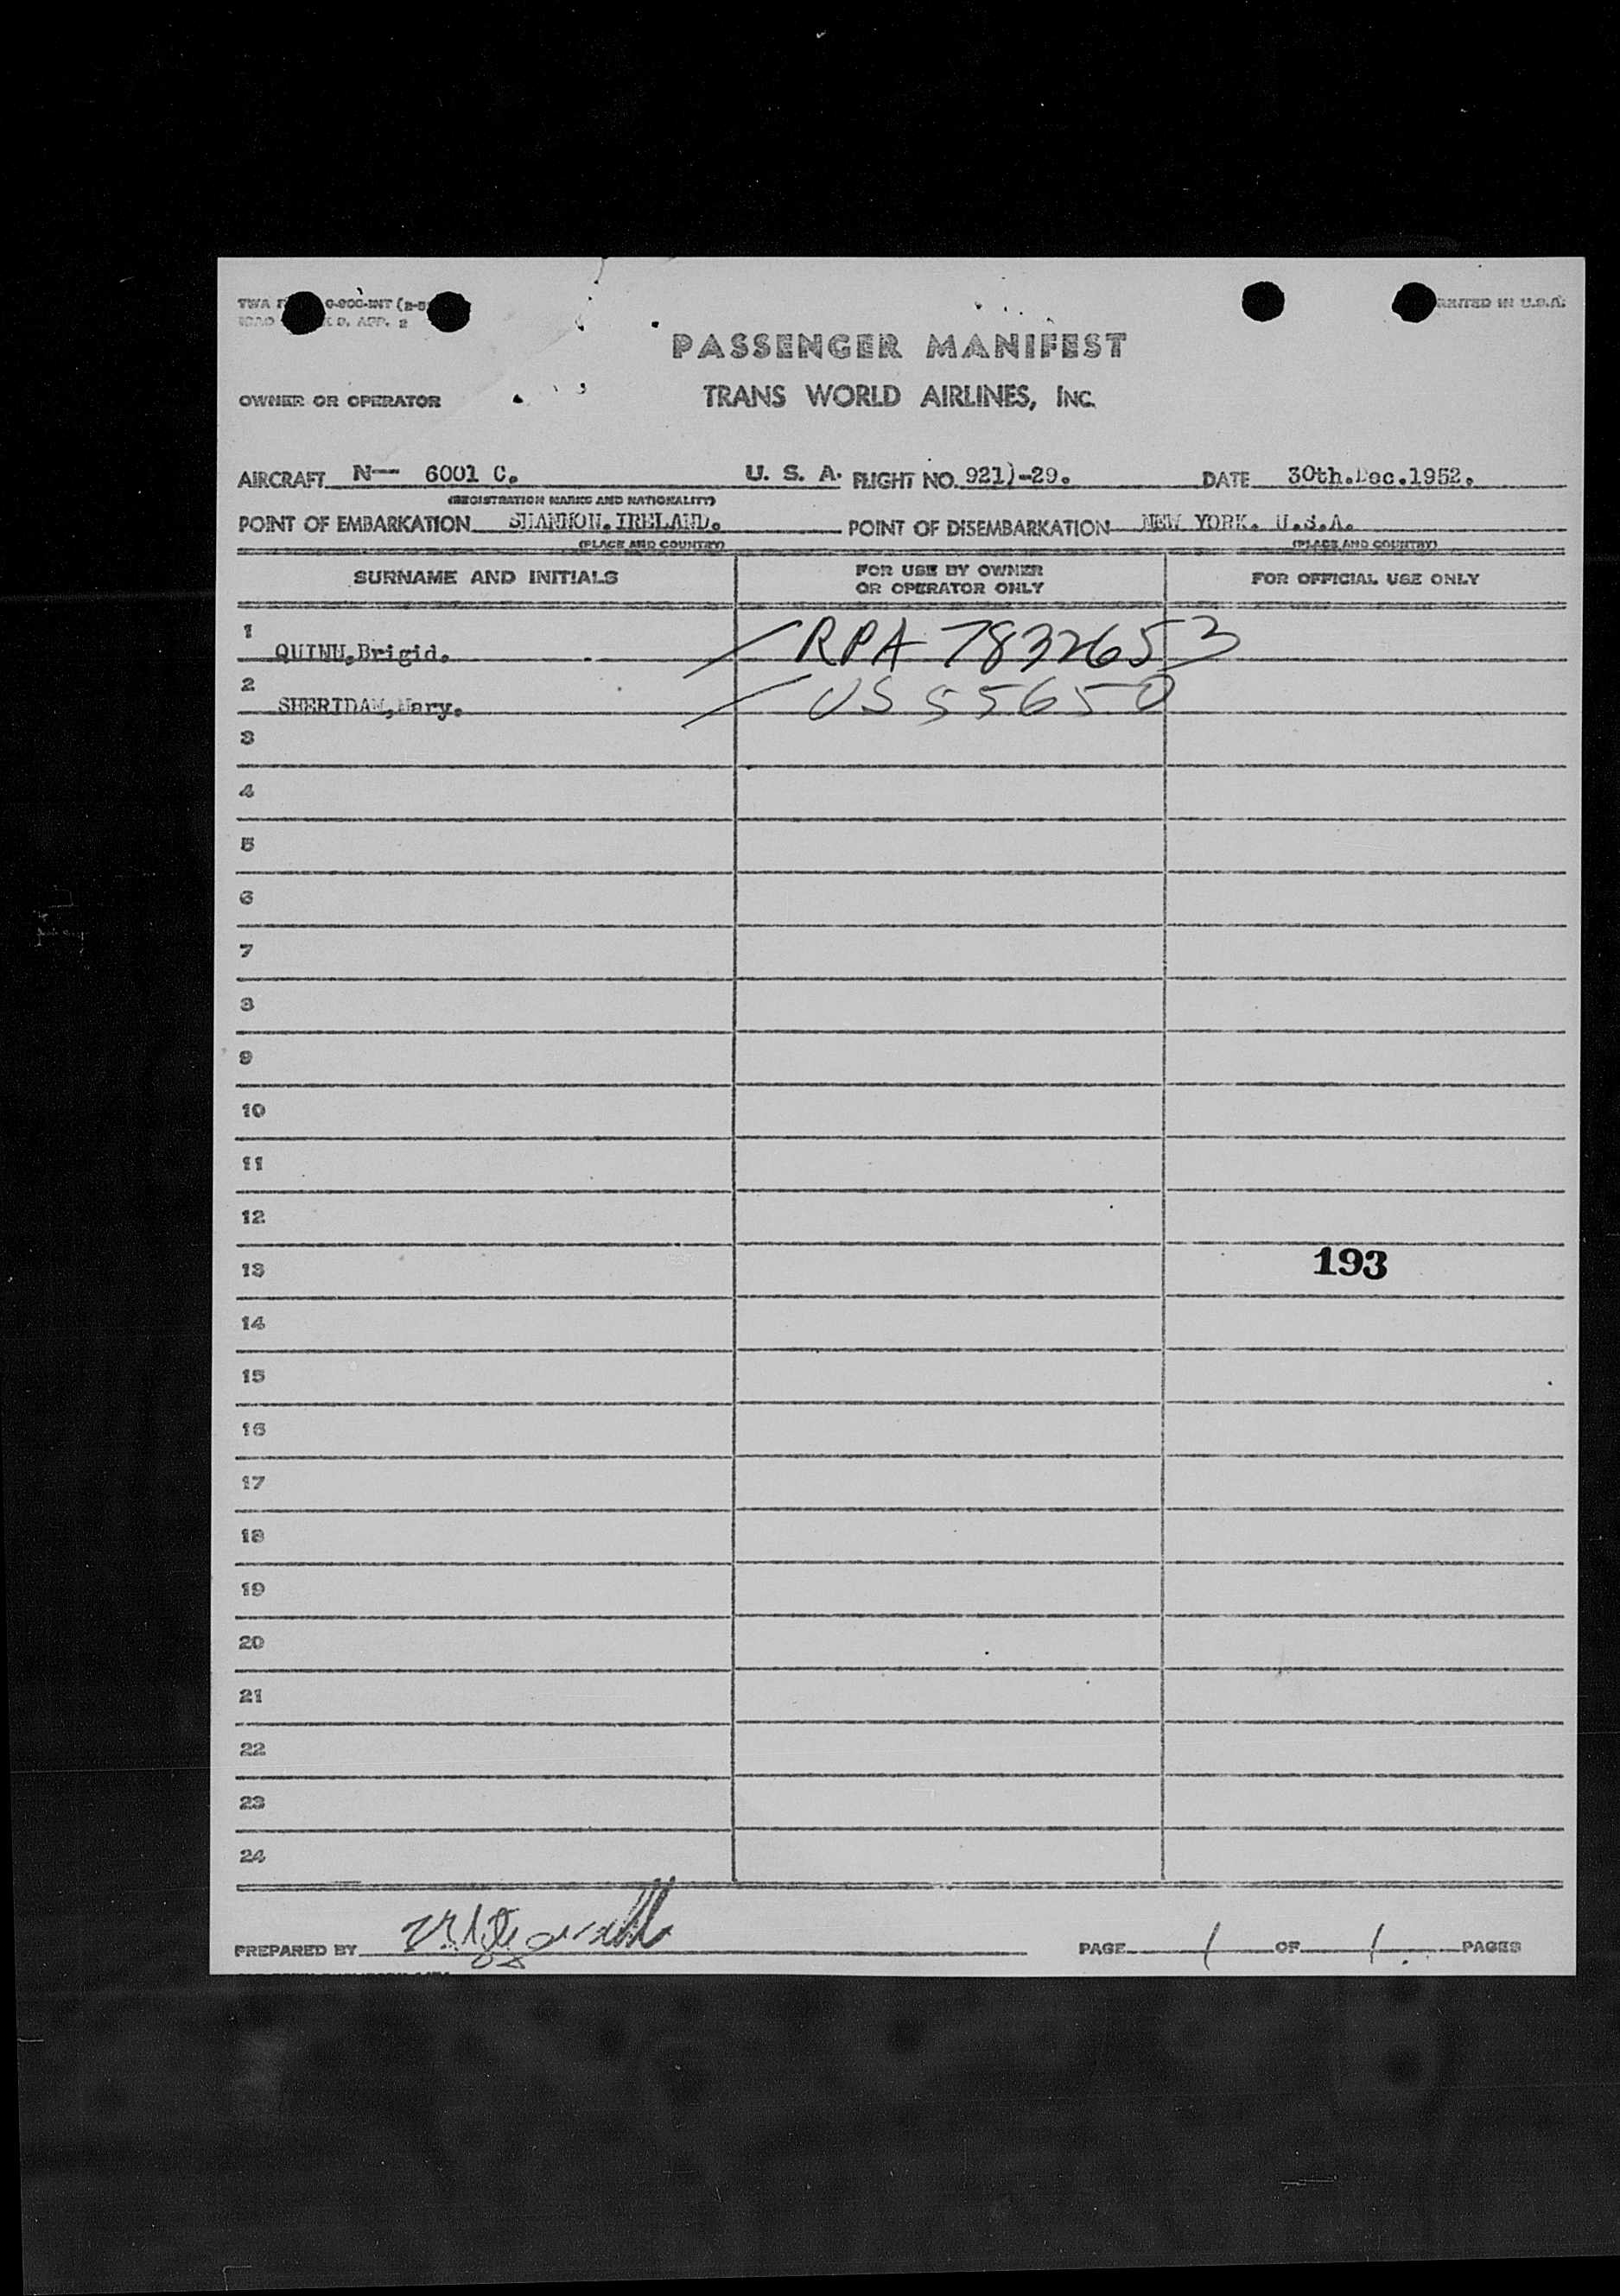 PASSENGER MANIFEST
OWNER OR OPERATOR TRANS WORLD AIRLINES, INC.
AIRCRAFT N— 6001 C. U. S. A. FLIGHT NO. 921)-29. DATE 30th.Dec.1952.
(REGISTRATION MARKS AND NATIONALITY)
POINT OF EMBARKATION SHANNON. IRELAND. POINT OF DISEMBARKATION NEW YORK. U.S.A.
(PLACE AND COUNTRY) (PLACE AND COUNTRY)
SURNAME AND INITIALS FOR USE BY OWNER OR OPERATOR ONLY FOR OFFICIAL USE ONLY
1 QUINN,Brigid. RPA 7832653
2 SHERIDAN,Mary. US 55650
3
4
5
6
7
8
9
10
11
12
13 193
14
15
16
17
18
19
20
21
22
23
24
PREPARED BY PAGE 1 OF 1. PAGES